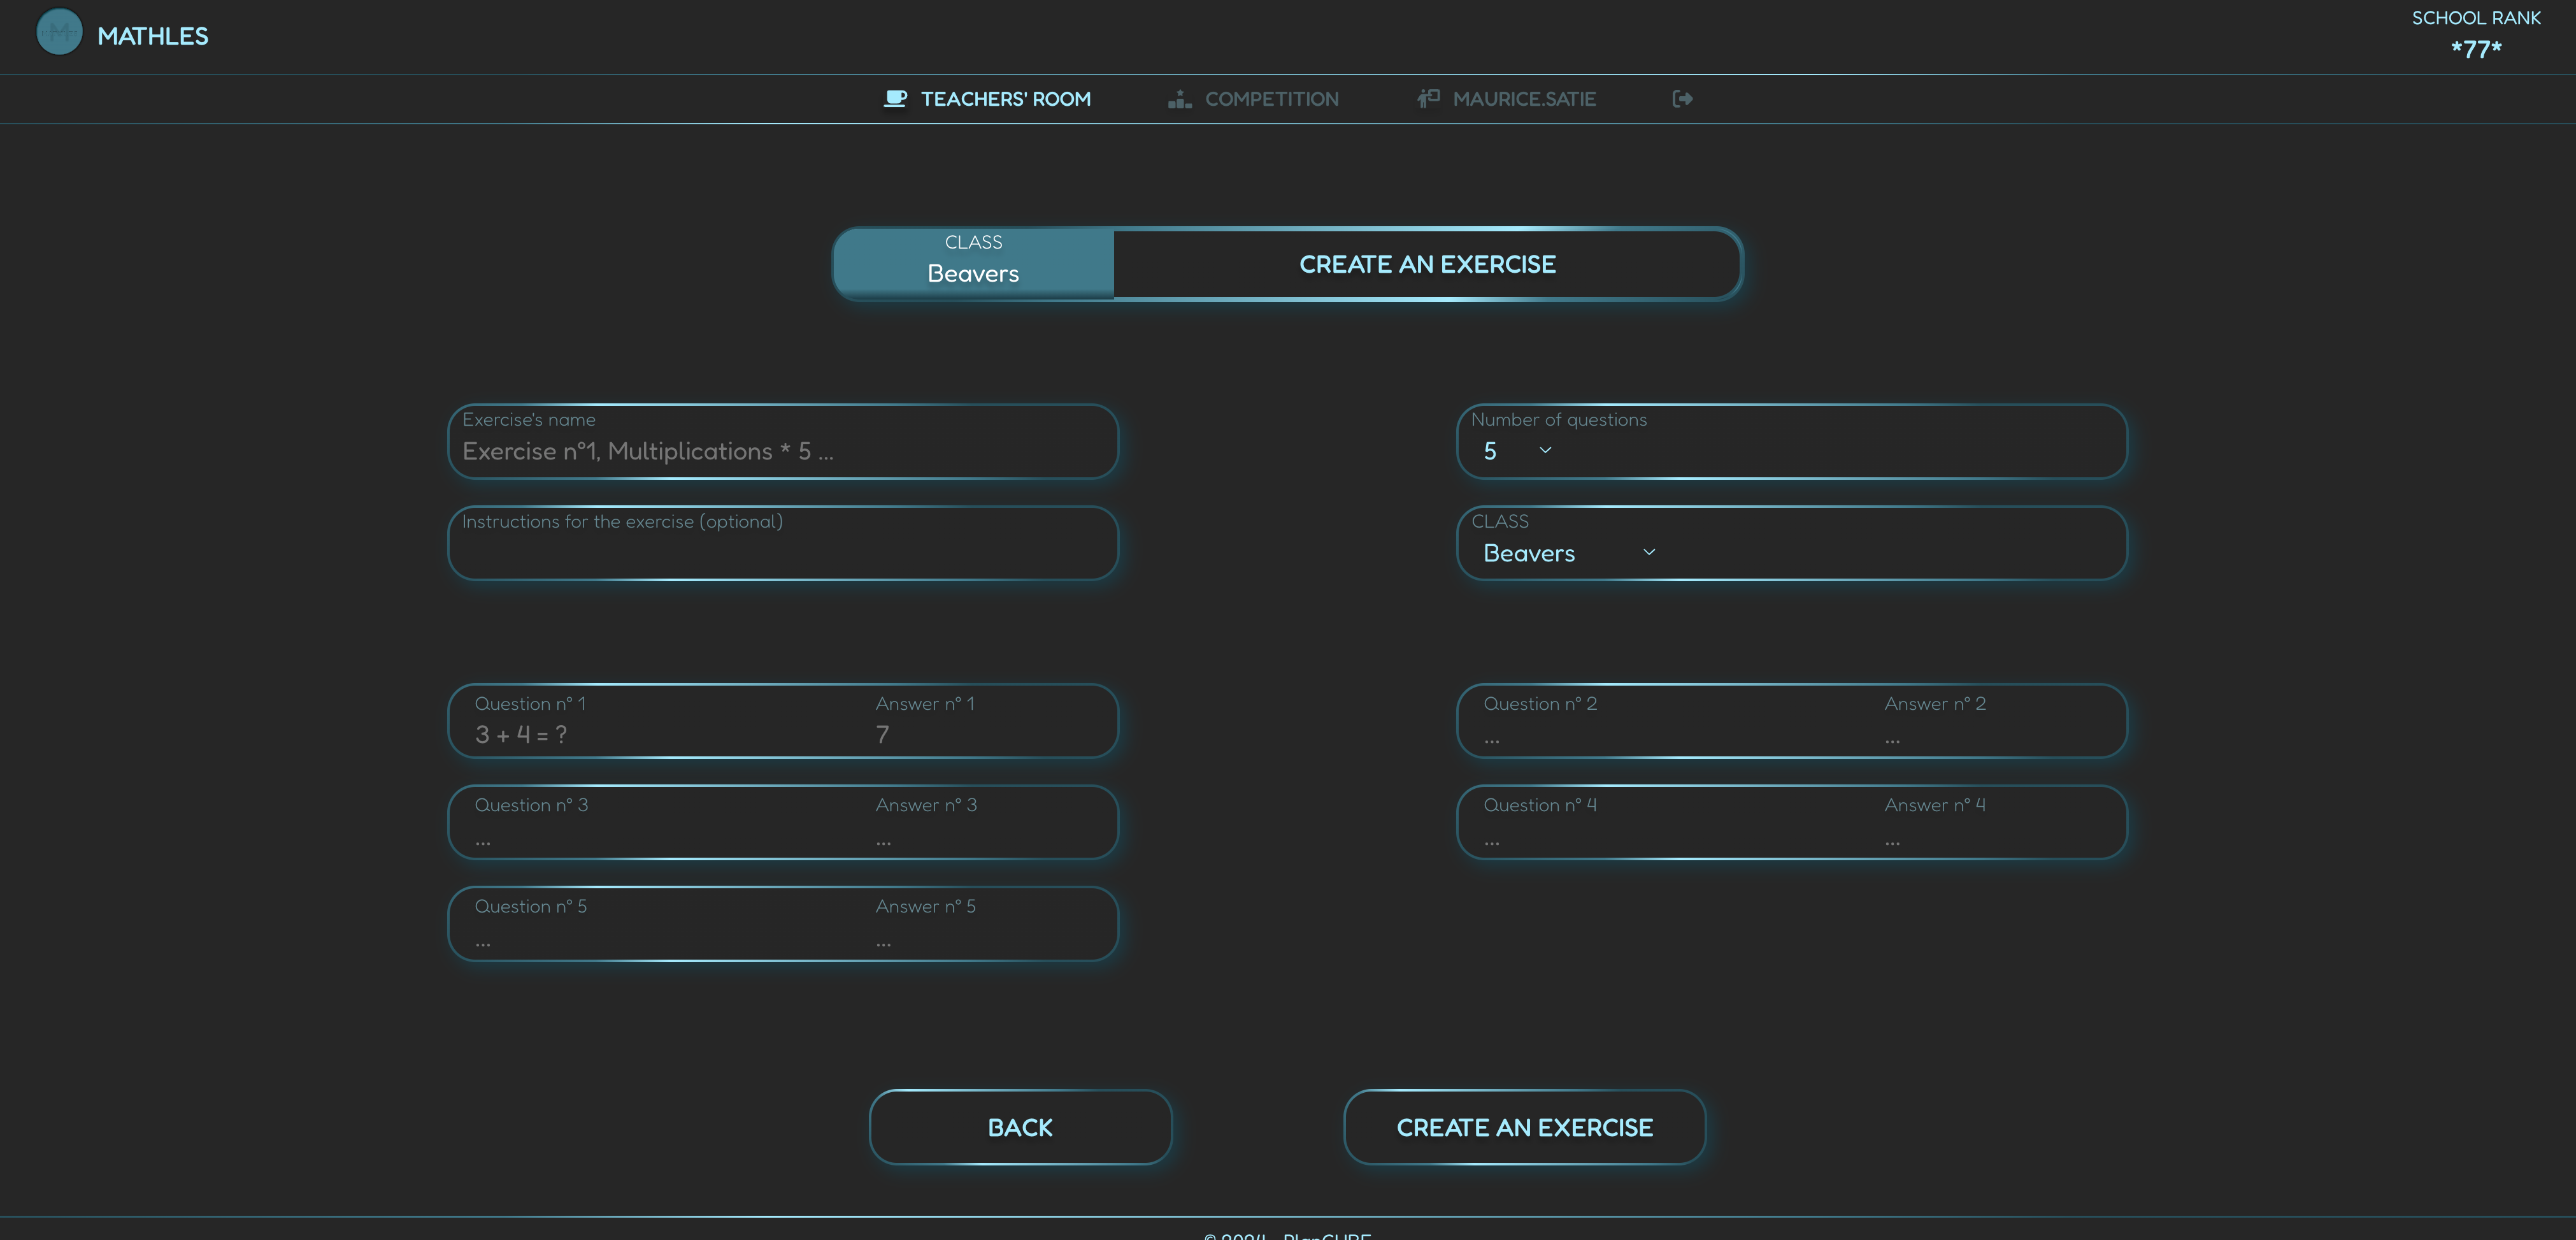 MATHLES
SCHOOL RANK
*77*
TEACHERS' ROOM
COMPETITION
MAURICE.SATIE
CLASS
Beavers
CREATE AN EXERCISE
Exercise's name
Exercise n°1, Multiplications * 5 ...
Number of questions
5
Instructions for the exercise (optional)
CLASS
Beavers
Question n° 1 Answer n° 1
3 + 4 = ? 7
Question n° 2 Answer n° 2
... ...
Question n° 3 Answer n° 3
... ...
Question n° 4 Answer n° 4
... ...
Question n° 5 Answer n° 5
... ...
BACK
CREATE AN EXERCISE